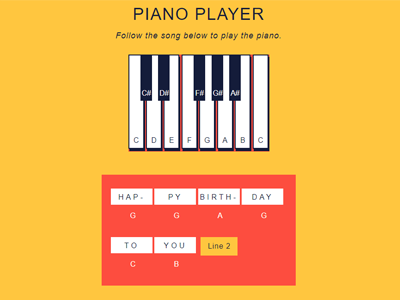 PIANO PLAYER
Follow the song below to play the piano.
C# D# F# G# A#
C D E F G A B C
HAP- PY BIRTH- DAY
G G A G
TO YOU Line 2
C B